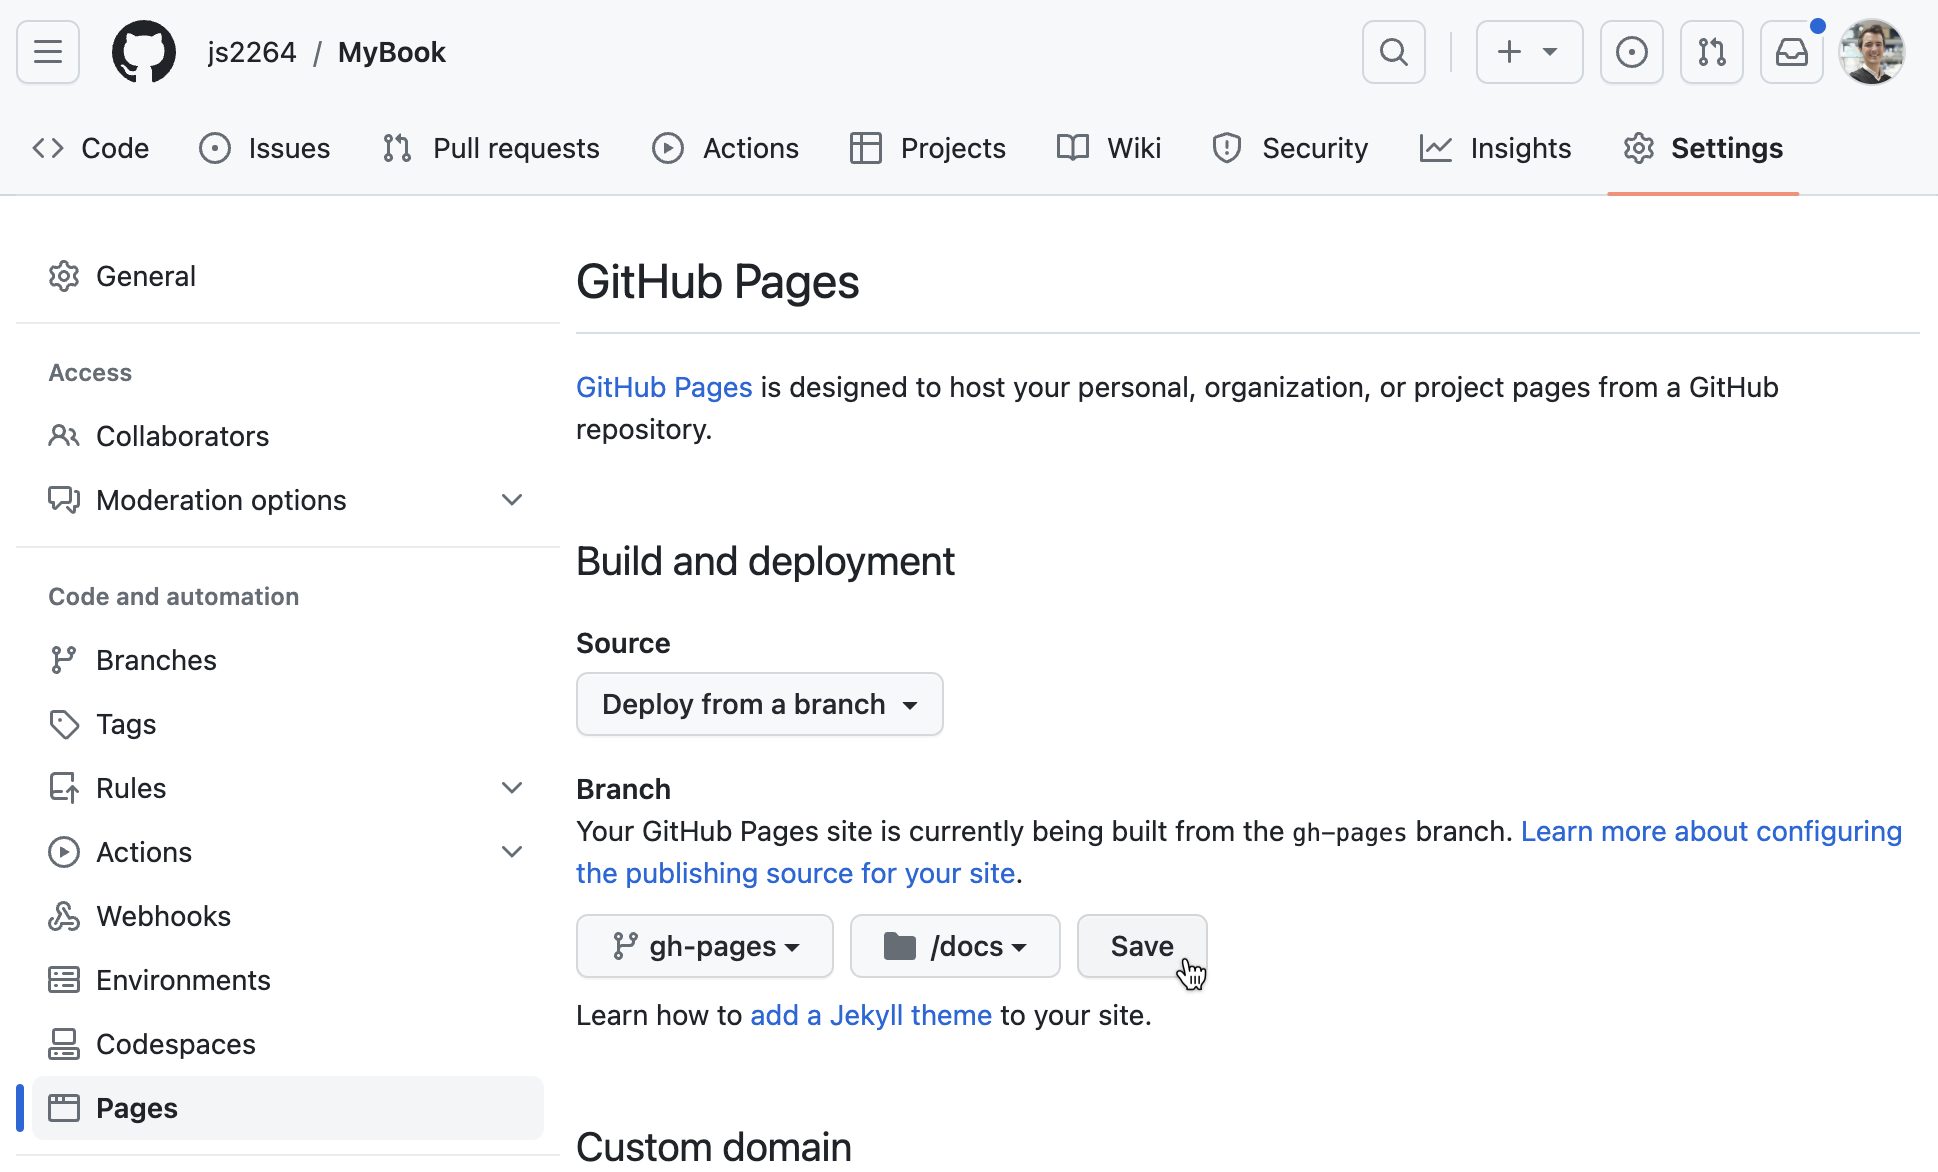 js2264 / MyBook
Code
Issues
Pull requests
Actions
Projects
Wiki
Security
Insights
Settings
General
Access
Collaborators
Moderation options
Code and automation
Branches
Tags
Rules
Actions
Webhooks
Environments
Codespaces
Pages
GitHub Pages
GitHub Pages is designed to host your personal, organization, or project pages from a GitHub
repository.
Build and deployment
Source
Deploy from a branch
Branch
Your GitHub Pages site is currently being built from the gh-pages branch. Learn more about configuring
the publishing source for your site.
gh-pages
/docs
Save
Learn how to add a Jekyll theme to your site.
Custom domain